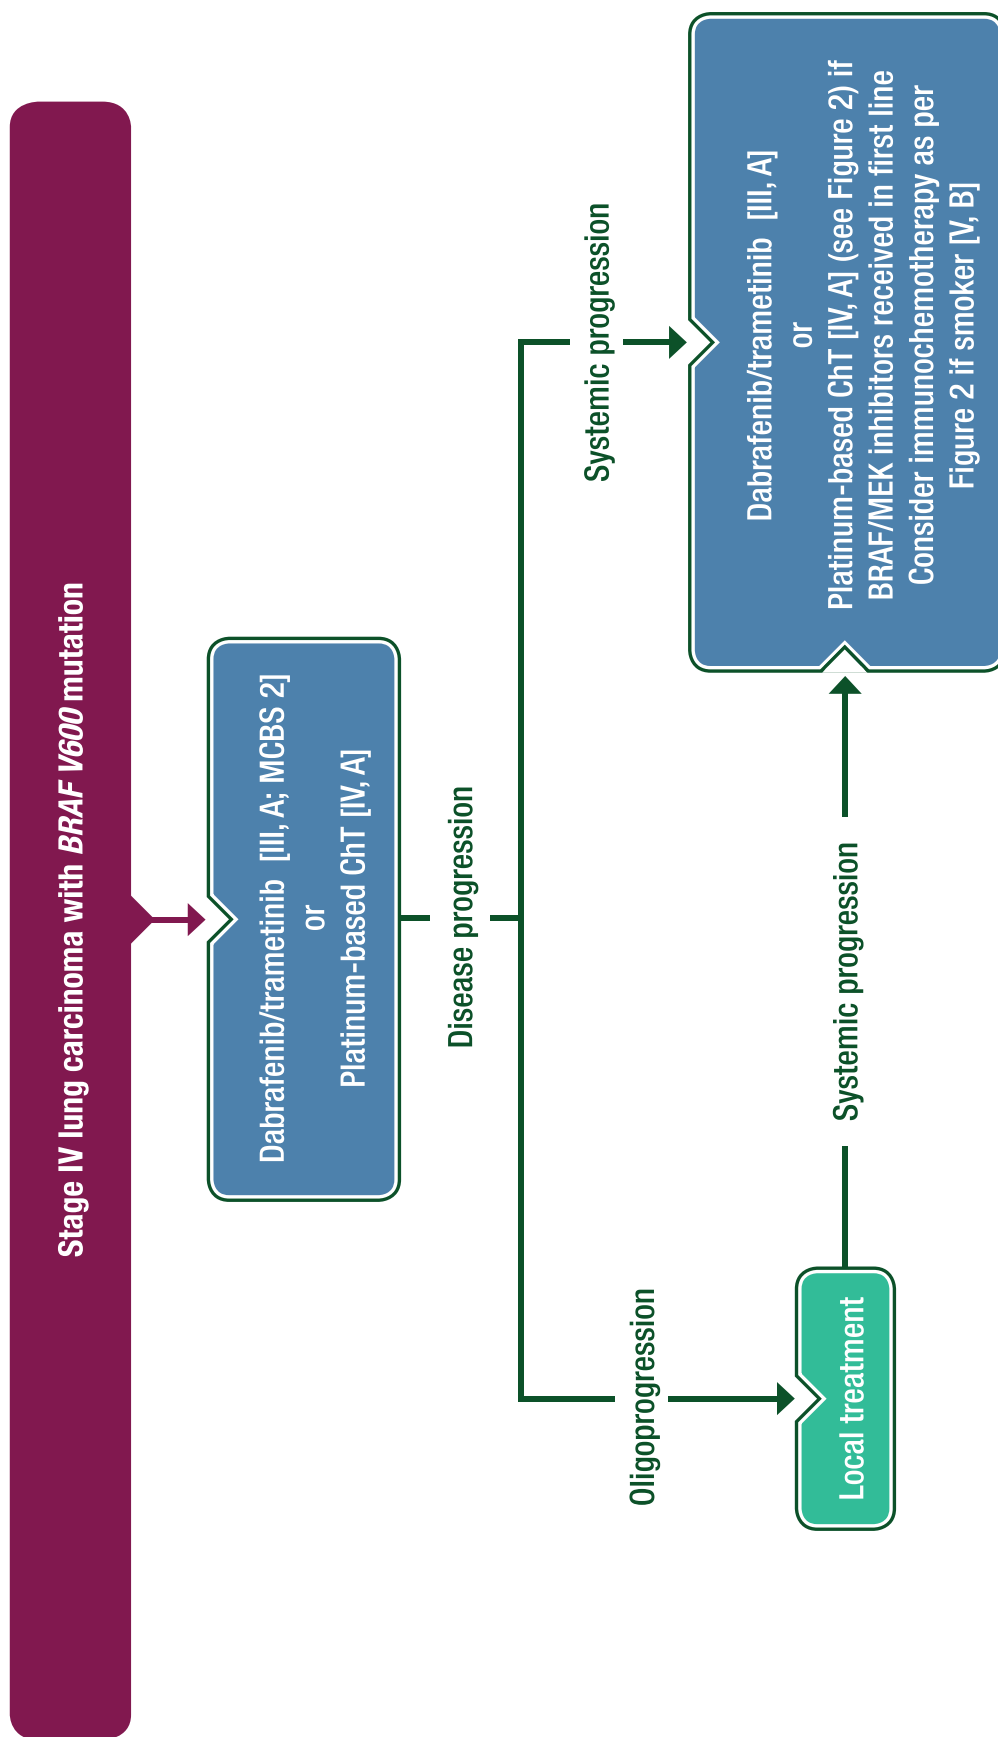 Stage IV lung carcinoma with BRAF V600 mutation
Dabrafenib/trametinib [III, A; MCBS 2]
or
Platinum-based ChT [IV, A]
Disease progression
Oligoprogression
Systemic progression
Local treatment
Systemic progression
Dabrafenib/trametinib [III, A]
or
Platinum-based ChT [IV, A] (see Figure 2) if
BRAF/MEK inhibitors received in first line
Consider immunochemotherapy as per
Figure 2 if smoker [V, B]